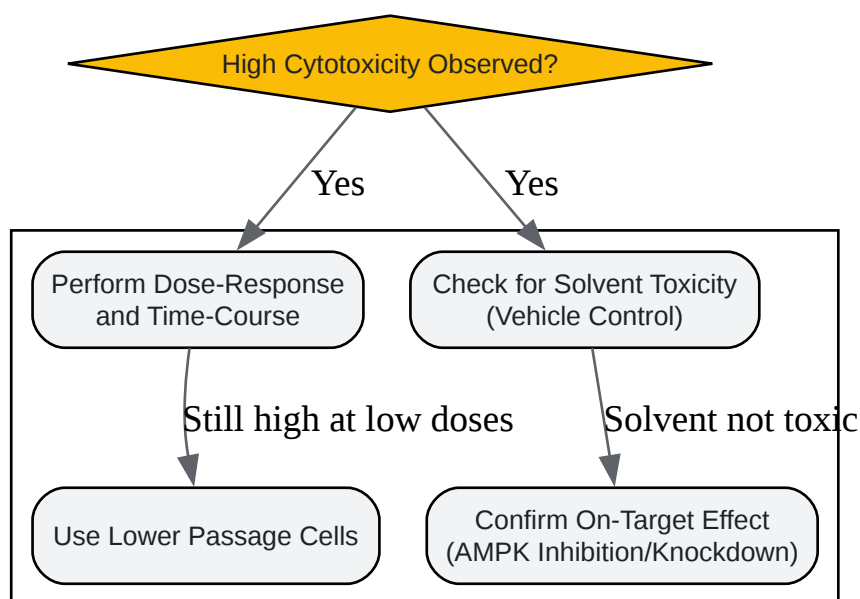 High Cytotoxicity Observed?
Yes
Yes
Perform Dose-Response
and Time-Course
Check for Solvent Toxicity
(Vehicle Control)
Still high at low doses
Solvent not toxic
Use Lower Passage Cells
Confirm On-Target Effect
(AMPK Inhibition/Knockdown)